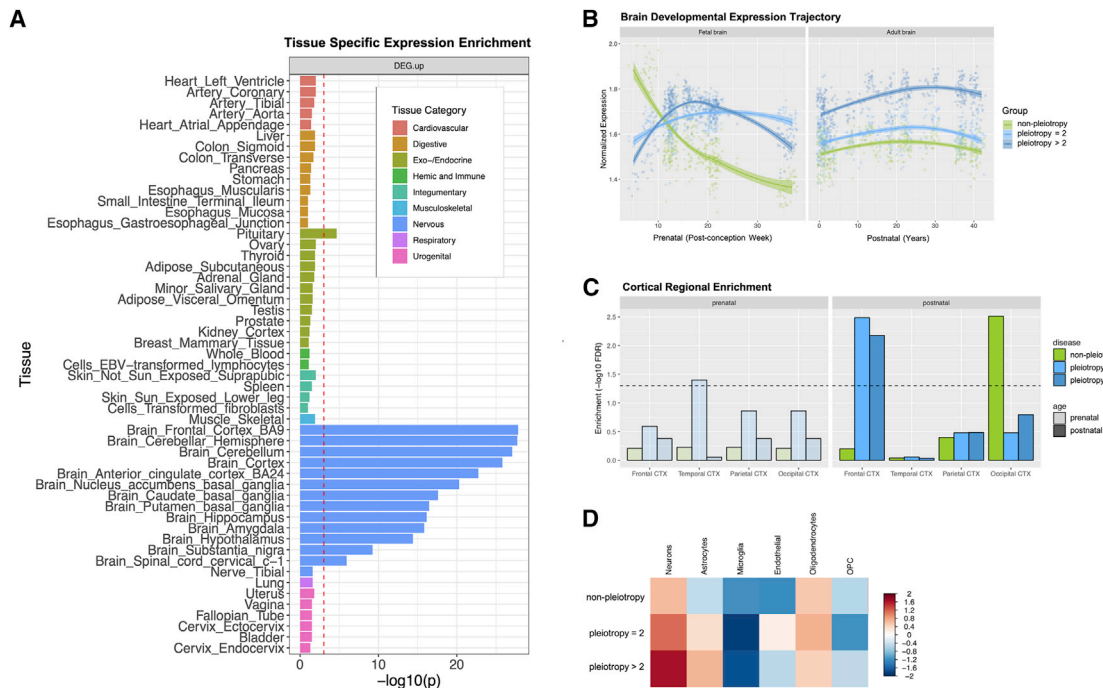 A
Tissue Specific Expression Enrichment
DEG.up
Heart_Left_Ventricle
Artery_Coronary
Artery_Tibial
Artery_Aorta
Heart_Atrial_Appendage
Liver
Colon_Sigmoid
Colon_Transverse
Pancreas
Stomach
Esophagus_Muscularis
Small_Intestine_Terminal_Ileum
Esophagus_Mucosa
Esophagus_Gastroesophageal_Junction
Pituitary
Ovary
Thyroid
Adipose_Subcutaneous
Adrenal_Gland
Minor_Salivary_Gland
Adipose_Visceral_Omentum
Testis
Prostate
Kidney_Cortex
Breast_Mammary_Tissue
Whole_Blood
Cells_EBV-transformed_lymphocytes
Skin_Not_Sun_Exposed_Suprapubic
Spleen
Skin_Sun_Exposed_Lower_leg
Cells_Transformed_fibroblasts
Muscle_Skeletal
Brain_Frontal_Cortex_BA9
Brain_Cerebellar_Hemisphere
Brain_Cerebellum
Brain_Cortex
Brain_Anterior_cingulate_cortex_BA24
Brain_Nucleus_accumbens_basal_ganglia
Brain_Caudate_basal_ganglia
Brain_Putamen_basal_ganglia
Brain_Hippocampus
Brain_Amygdala
Brain_Hypothalamus
Brain_Substantia_nigra
Brain_Spinal_cord_cervical_c-1
Nerve_Tibial
Lung
Uterus
Vagina
Fallopian_Tube
Cervix_Ectocervix
Bladder
Cervix_Endocervix
Tissue
0 10 20
-log10(p)
Tissue Category
Cardiovascular
Digestive
Exo-/Endocrine
Hemic and Immune
Integumentary
Musculoskeletal
Nervous
Respiratory
Urogenital
B
Brain Developmental Expression Trajectory
Fetal brain Adult brain
2.0
1.8
1.6
1.4
Normalized Expression
10 20 30 0 10 20 30 40
Prenatal (Post-conception Week) Postnatal (Years)
Group
non-pleiotropy
pleiotropy = 2
pleiotropy > 2
C
Cortical Regional Enrichment
prenatal postnatal
2.5
2.0
1.5
1.0
0.5
0.0
Enrichment (-log10 FDR)
Frontal CTX Temporal CTX Parietal CTX Occipital CTX Frontal CTX Temporal CTX Parietal CTX Occipital CTX
disease
non-pleiot
pleiotropy
pleiotropy
age
prenatal
postnatal
D
Neurons Astrocytes Microglia Endothelial Oligodendrocytes OPC
non-pleiotropy
pleiotropy = 2
pleiotropy > 2
2
1.6
1.2
0.8
0.4
0
-0.4
-0.8
-1.2
-1.6
-2